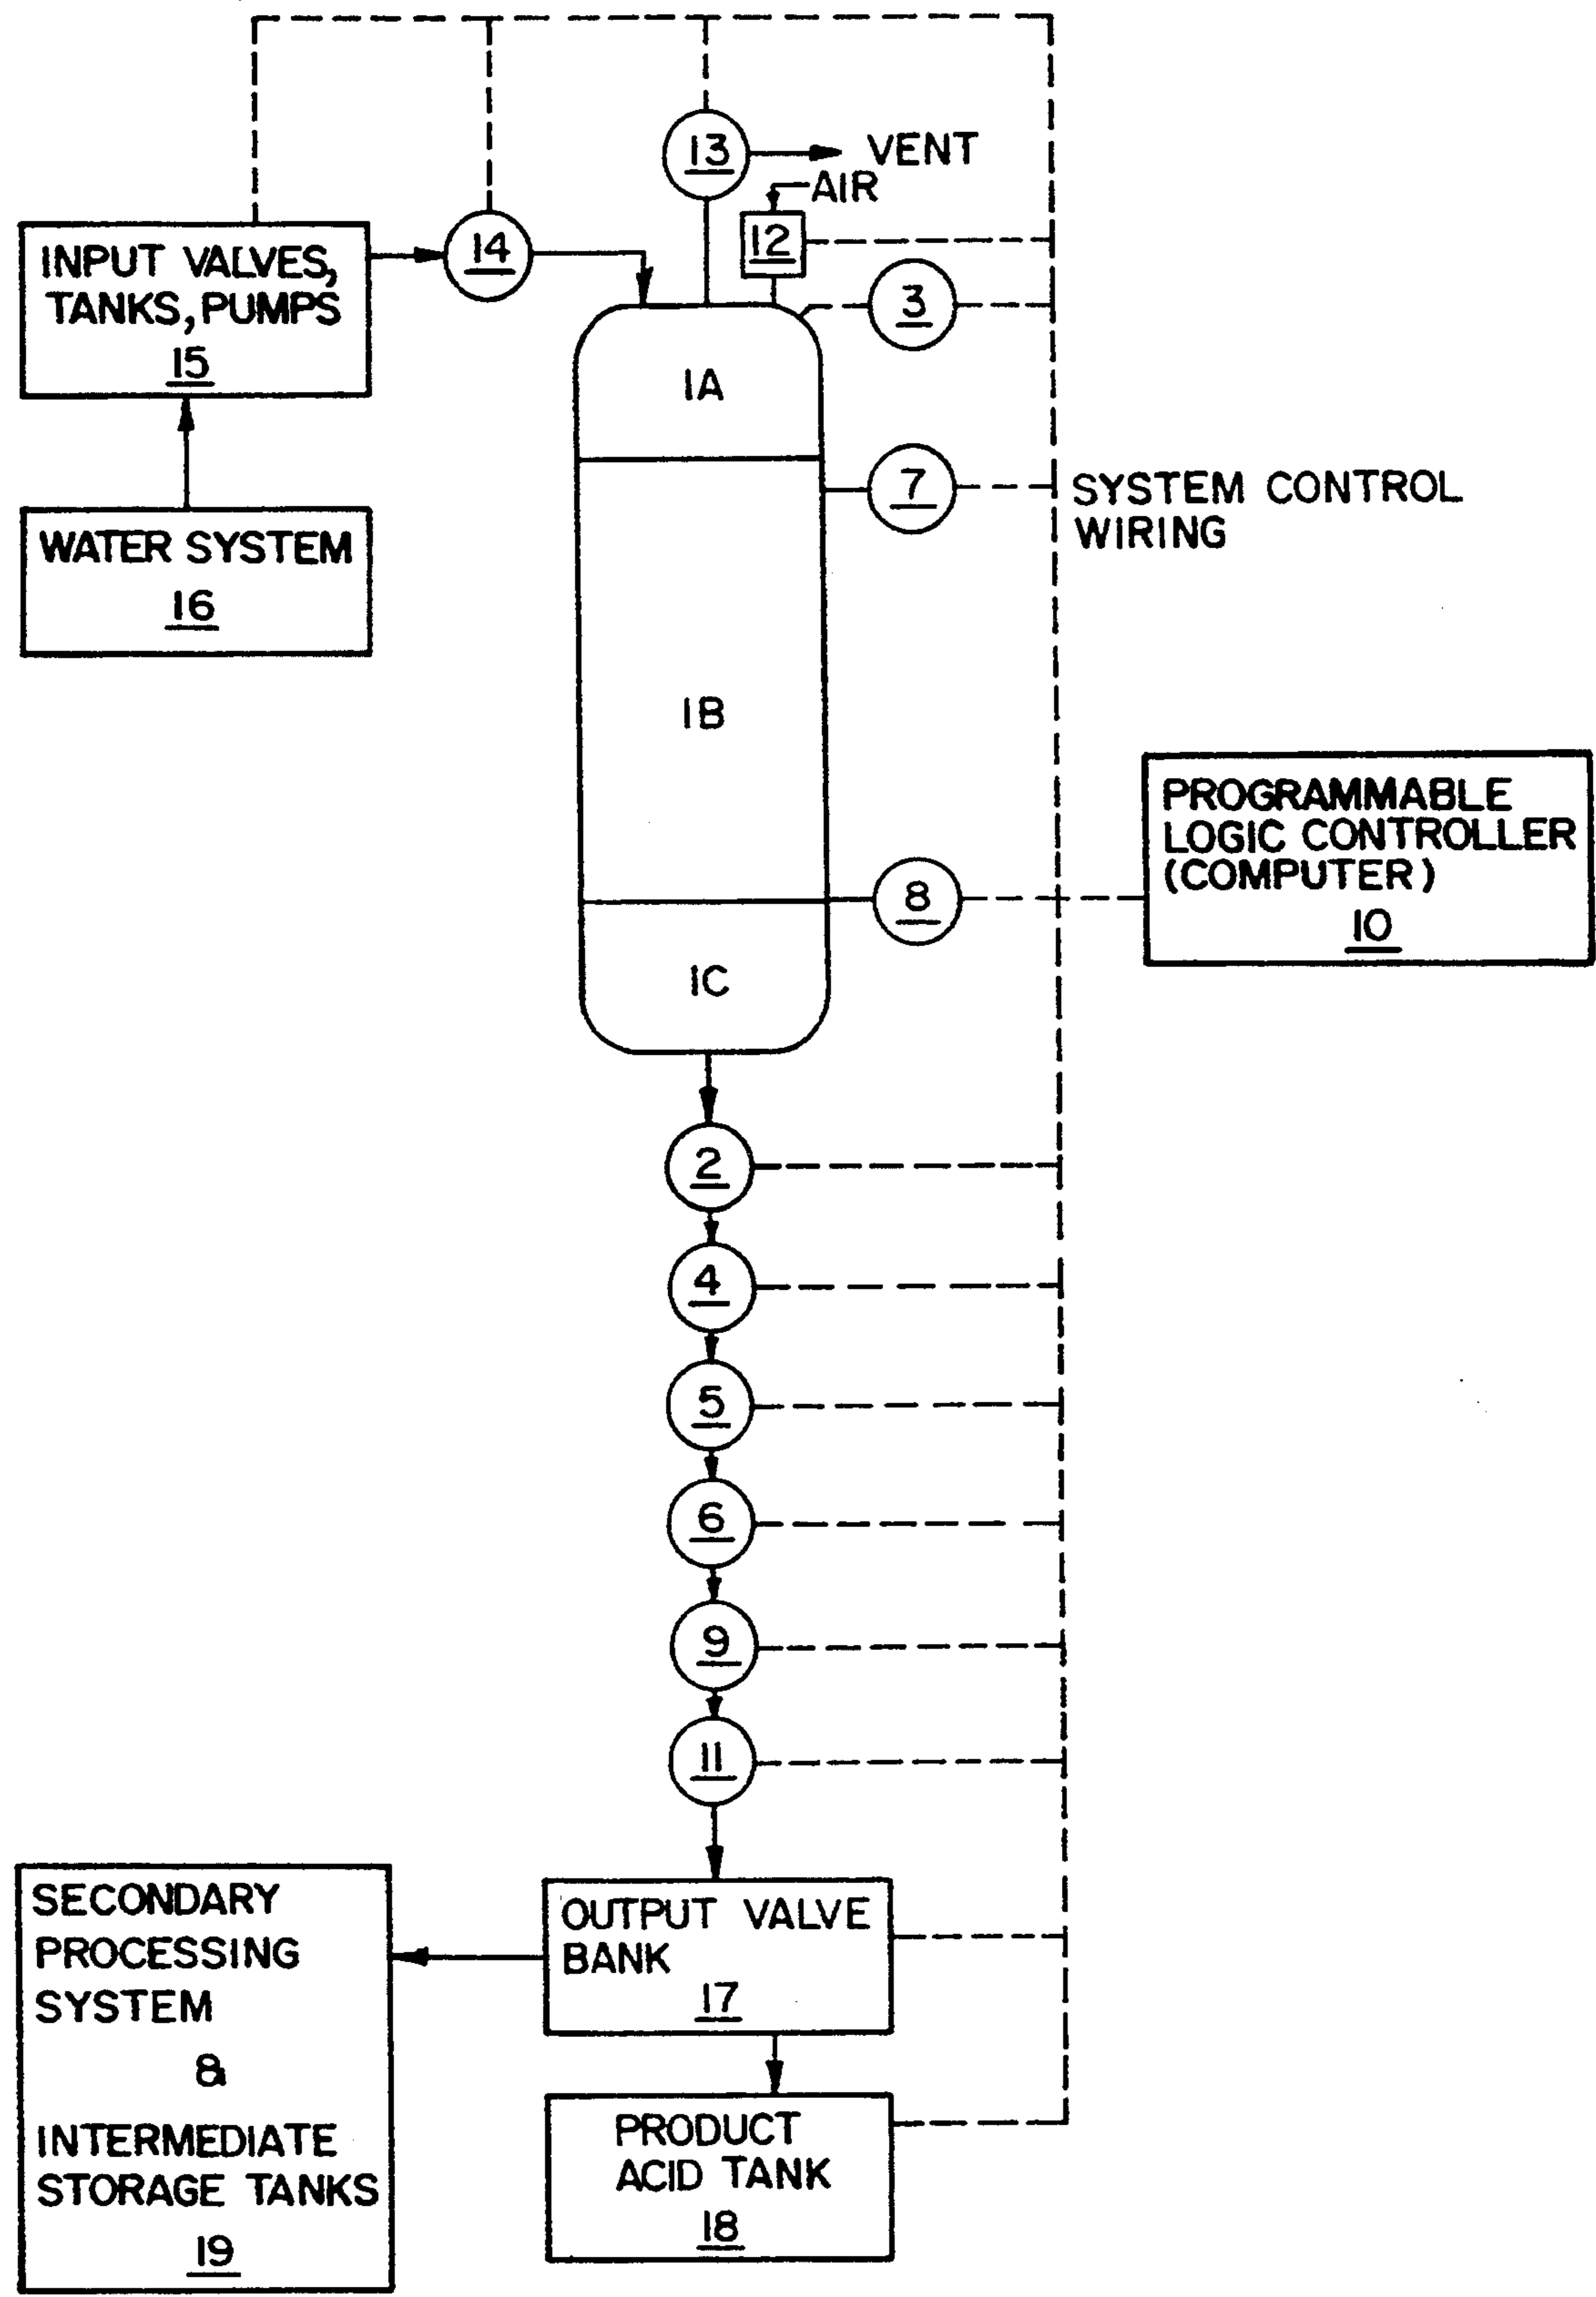 13
VENT
AIR
12
14
3
INPUT VALVES,
TANKS, PUMPS
15
1A
7
SYSTEM CONTROL
WIRING
WATER SYSTEM
16
1B
PROGRAMMABLE
LOGIC CONTROLLER
(COMPUTER)
10
8
1C
2
4
5
6
9
11
OUTPUT VALVE
BANK
17
SECONDARY
PROCESSING
SYSTEM
&
INTERMEDIATE
STORAGE TANKS
19
PRODUCT
ACID TANK
18